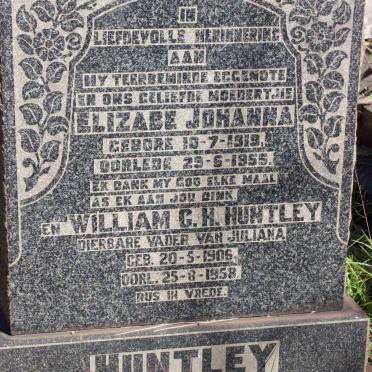 IN
LIEFDEVOLLE HERINNERING
AAN
MY TEERBEMINDE EGGENOTE
EN ONS GELIEFDE MOEDERTJIE
ELIZABE JOHANNA
GEBORE 10-7-1919,
OORLEDE 29-6-1955.
EK DANK MY GOD ELKE MAAL
AS EK AAN JOU DINK
EN WILLIAM C.H. HUNTLEY
DIERBARE VADER VAN JULIANA
GEB. 20-5-1906,
OORL. 25-8-1958.
RUS IN VREDE.
HUNTLEY